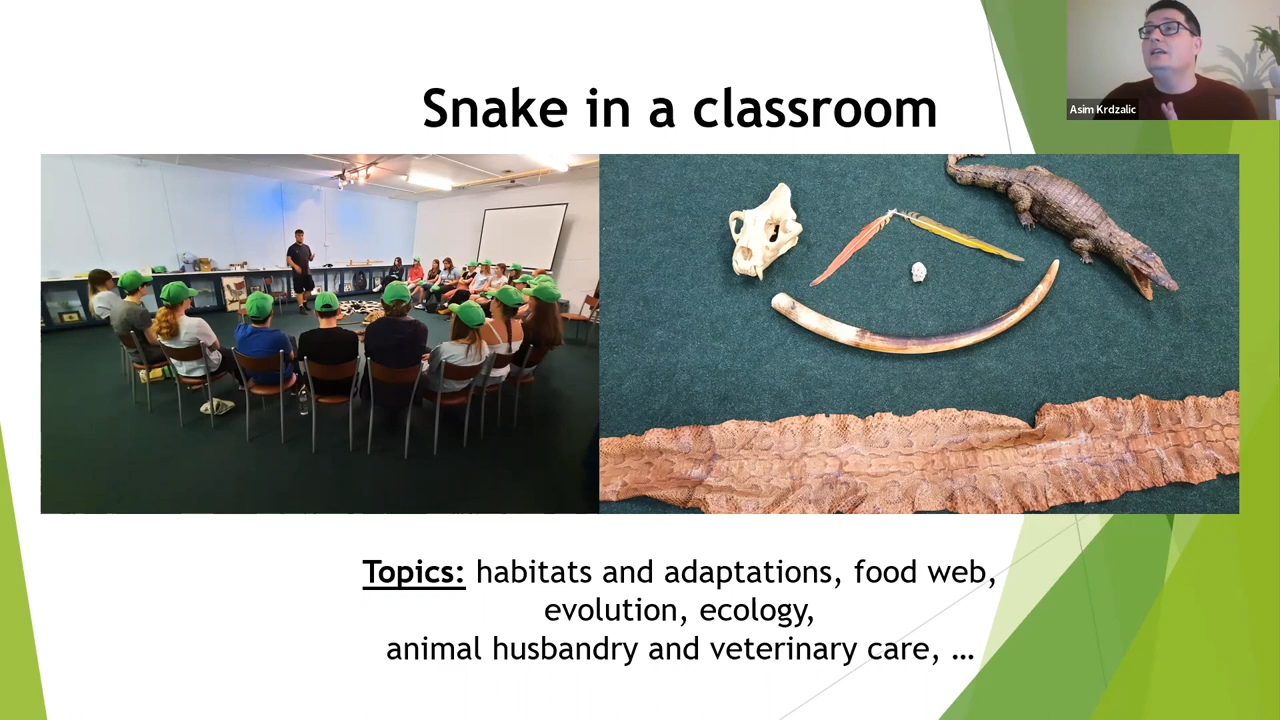 Snake in a classroom
Asim Krdzalic
Topics: habitats and adaptations, food web,
evolution, ecology,
animal husbandry and veterinary care, ...